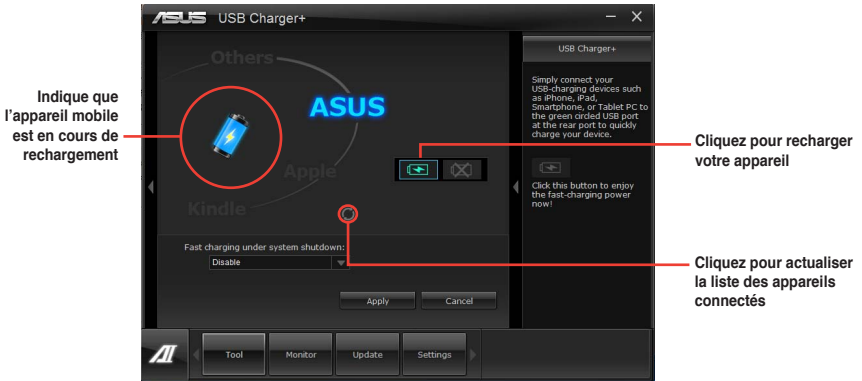 ASUS USB Charger+
Others
ASUS
Apple
Kindle
Fast charging under system shutdown:
Disable
Apply Cancel
USB Charger+
Simply connect your
USB-charging devices such
as iPhone, iPad,
Smartphone, or Tablet PC to
the green circled USB port
at the rear port to quickly
charge your device.
Click this button to enjoy
the fast-charging power
now!
Tool Monitor Update Settings
Indique que
l'appareil mobile
est en cours de
rechargement
Cliquez pour recharger
votre appareil
Cliquez pour actualiser
la liste des appareils
connectés